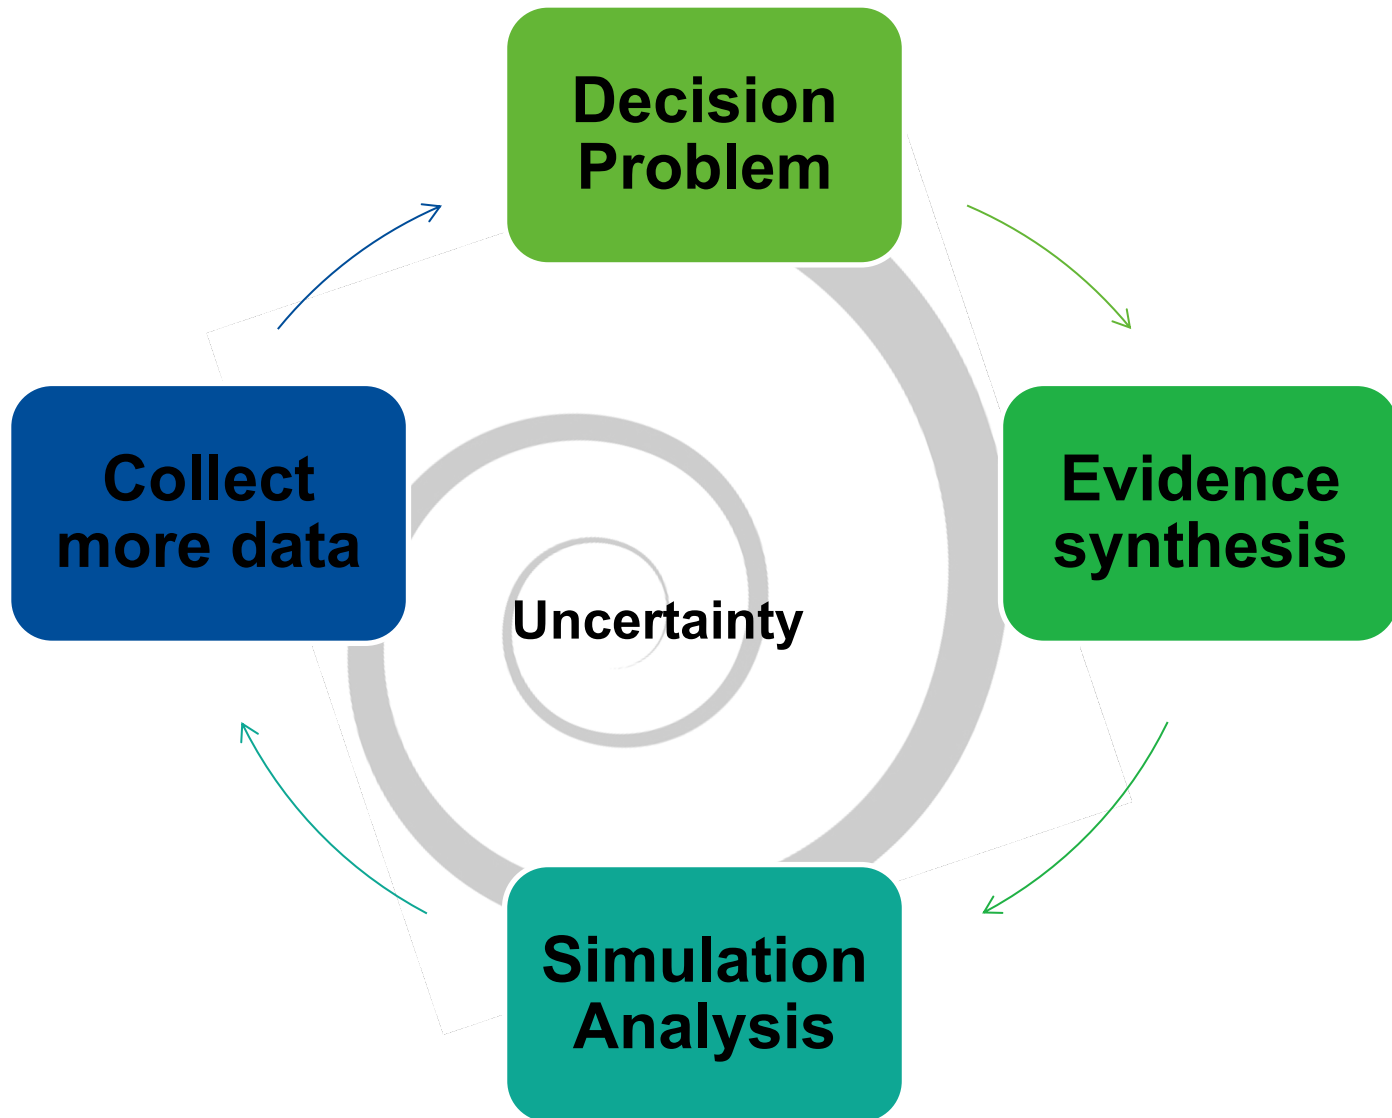 Decision
Problem
Evidence
synthesis
Simulation
Analysis
Collect
more data
Uncertainty